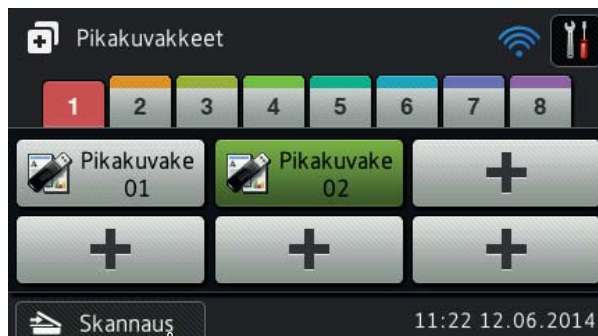 Pikakuvakkeet
1 2 3 4 5 6 7 8
Pikakuvake
01
Pikakuvake
02
Skannaus
11:22 12.06.2014